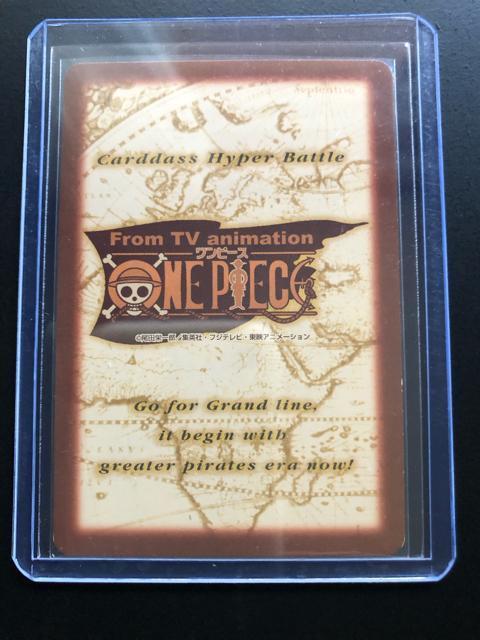 Septentrio
Carddass Hyper Battle
From TV animation
ワンピース
ONE PIECE
©尾田栄一郎/集英社・フジテレビ・東映アニメーション
Go for Grand line,
it begin with
greater pirates era now!